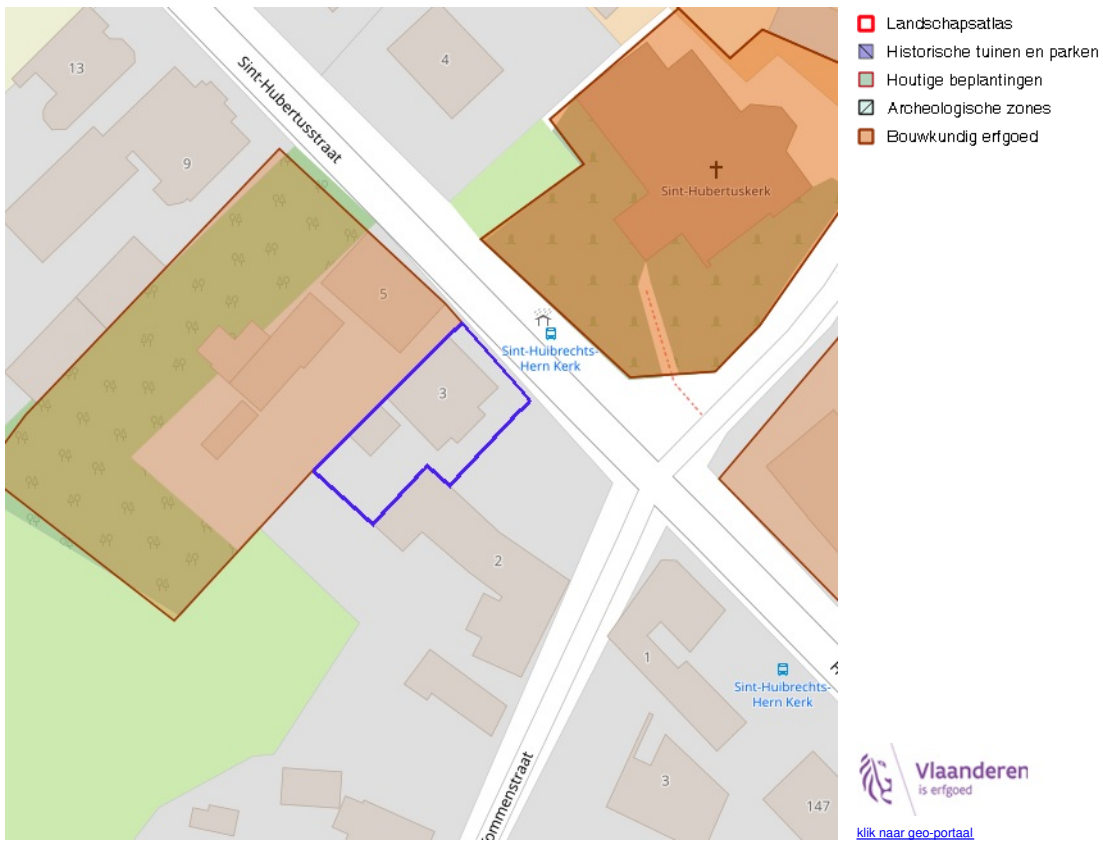 13
Sint-Hubertusstraat
4
9
Sint-Hubertuskerk
5
Sint-Huibrechts-
Hern Kerk
3
2
1
Sint-Huibrechts-
Hern Kerk
3
147
ommenstraat
Landschapsatlas
Historische tuinen en parken
Houtige beplantingen
Archeologische zones
Bouwkundig erfgoed
Vlaanderen
is erfgoed
klik naar geo-portaal